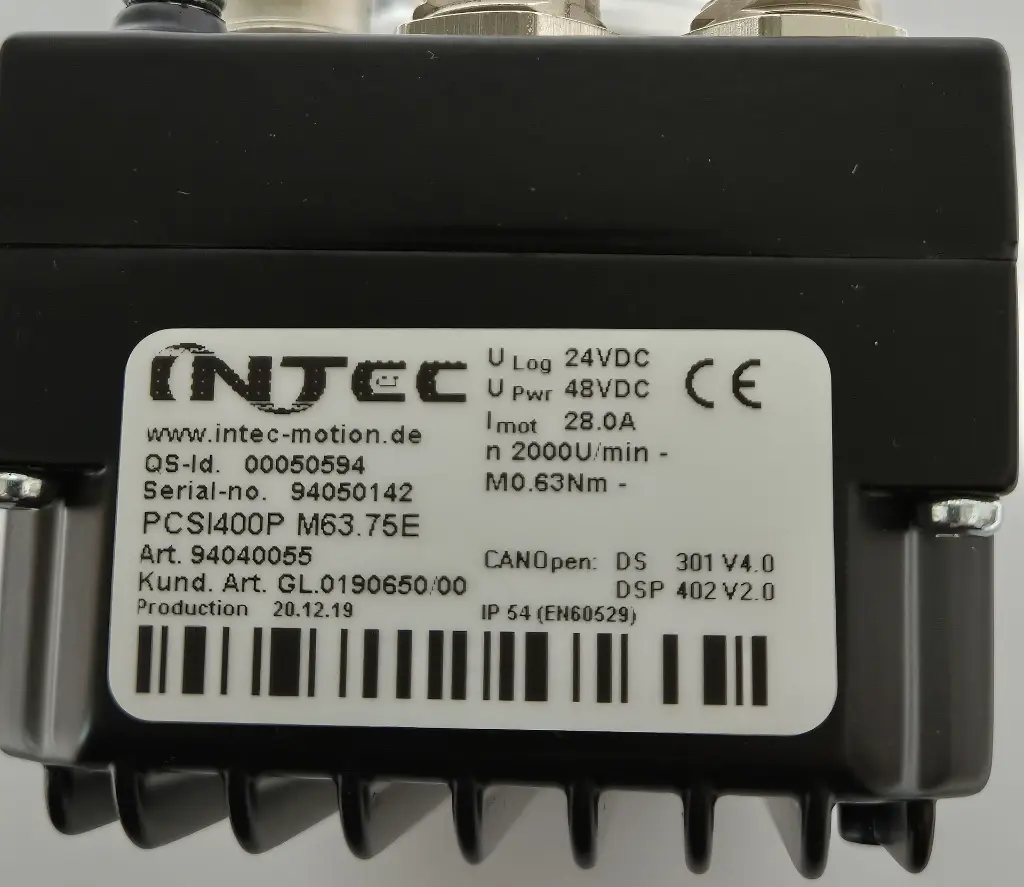 INTEC
www.intec-motion.de
QS-Id. 00050594
Serial-no. 94050142
PCSI400P M63.75E
Art. 94040055
Kund. Art. GL.0190650/00
Production 20.12.19
U Log 24VDC
U Pwr 48VDC
I mot 28.0A
n 2000U/min -
M0.63Nm -
CE
CANOpen: DS 301 V4.0
DSP 402 V2.0
IP 54 (EN60529)